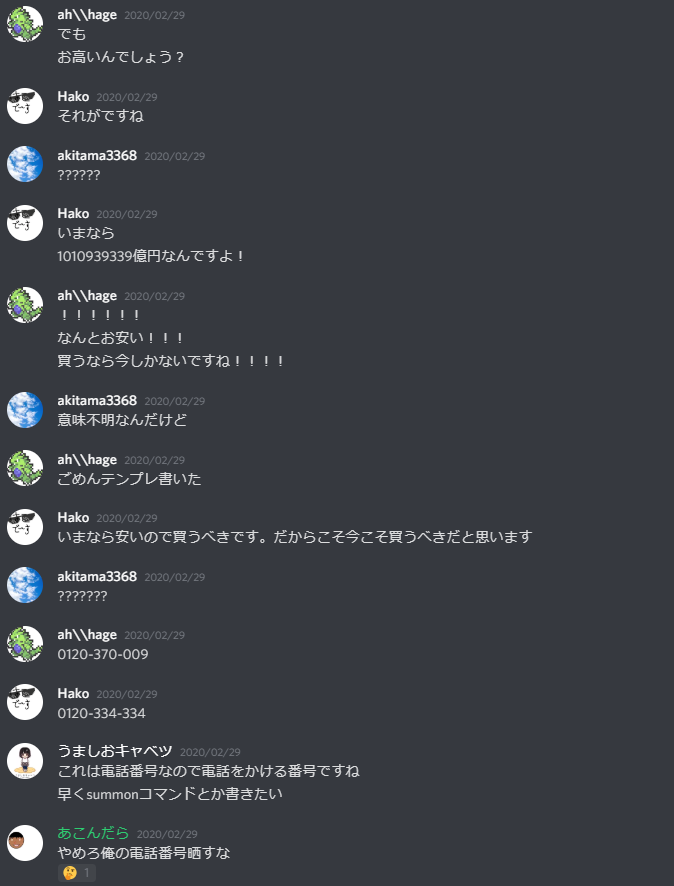 ah\\hage 2020/02/29
でも
お高いんでしょう？
Hako 2020/02/29
それがですね
akitama3368 2020/02/29
??????
Hako 2020/02/29
いまなら
1010939339億円なんですよ！
ah\\hage 2020/02/29
！！！！！！
なんとお安い！！！
買うなら今しかないですね！！！！
akitama3368 2020/02/29
意味不明なんだけど
ah\\hage 2020/02/29
ごめんテンプレ書いた
Hako 2020/02/29
いまなら安いので買うべきです。だからこそ今こそ買うべきだと思います
akitama3368 2020/02/29
???????
ah\\hage 2020/02/29
0120-370-009
Hako 2020/02/29
0120-334-334
うましおキャベツ 2020/02/29
これは電話番号なので電話をかける番号ですね
早くsummonコマンドとか書きたい
あこんだら 2020/02/29
やめろ俺の電話番号晒すな
🤔 1